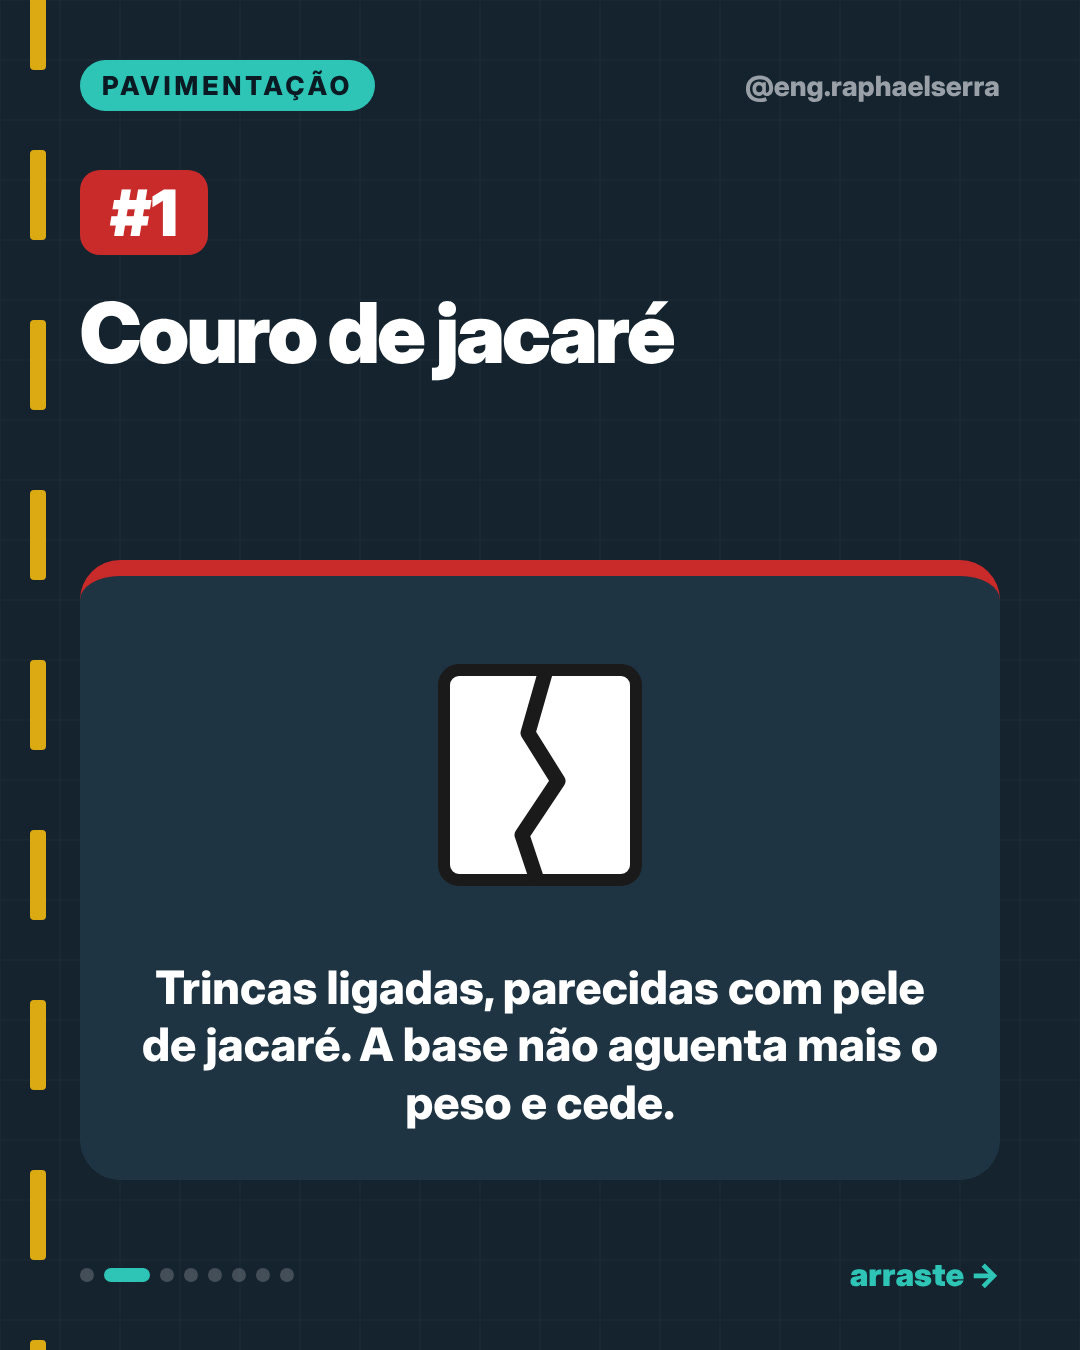 PAVIMENTAÇÃO
@eng.raphaelserra
#1
Couro de jacaré
Trincas ligadas, parecidas com pele
de jacaré. A base não aguenta mais o
peso e cede.
arraste →